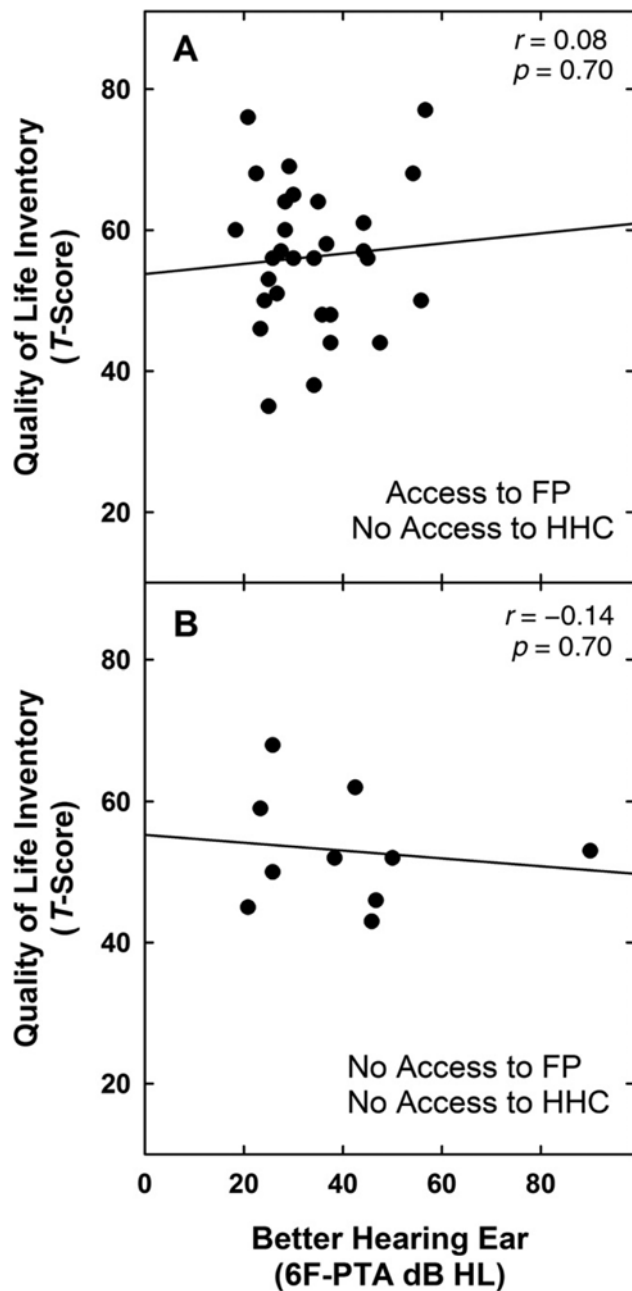 A
r = 0.08
p = 0.70
80
60
40
20
Quality of Life Inventory
(T-Score)
Access to FP
No Access to HHC
B
r = −0.14
p = 0.70
80
60
40
20
Quality of Life Inventory
(T-Score)
No Access to FP
No Access to HHC
0 20 40 60 80
Better Hearing Ear
(6F-PTA dB HL)